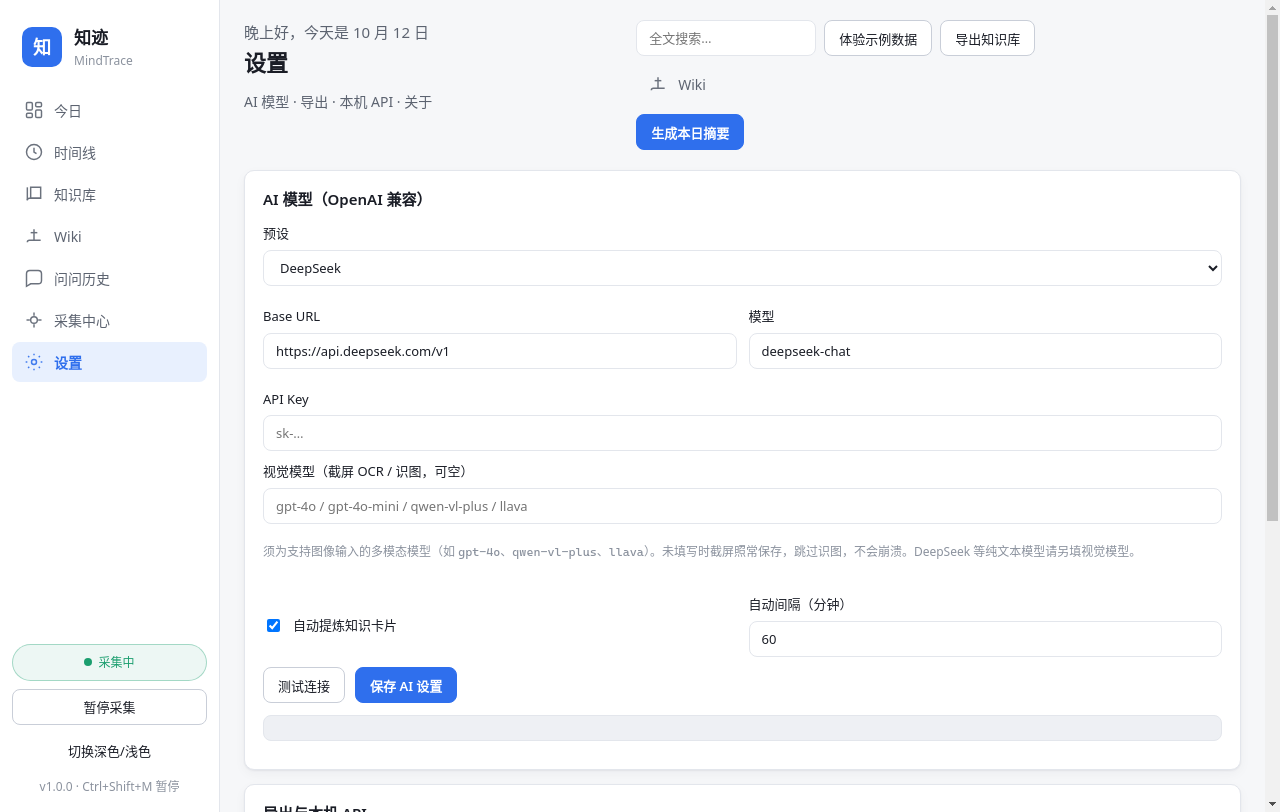 知
知迹
MindTrace
今日
时间线
知识库
Wiki
问问历史
采集中心
设置
采集中
暂停采集
切换深色/浅色
v1.0.0 · Ctrl+Shift+M 暂停
晚上好，今天是 10 月 12 日
设置
AI 模型 · 导出 · 本机 API · 关于
全文搜索...
体验示例数据
导出知识库
Wiki
生成本日摘要
AI 模型（OpenAI 兼容）
预设
DeepSeek
Base URL
模型
https://api.deepseek.com/v1
deepseek-chat
API Key
sk-...
视觉模型（截屏 OCR / 识图，可空）
gpt-4o / gpt-4o-mini / qwen-vl-plus / llava
须为支持图像输入的多模态模型（如 gpt-4o、qwen-vl-plus、llava）。未填写时截屏照常保存，跳过识图，不会崩溃。DeepSeek 等纯文本模型请另填视觉模型。
自动提炼知识卡片
自动间隔（分钟）
60
测试连接
保存 AI 设置
导出与本机 API